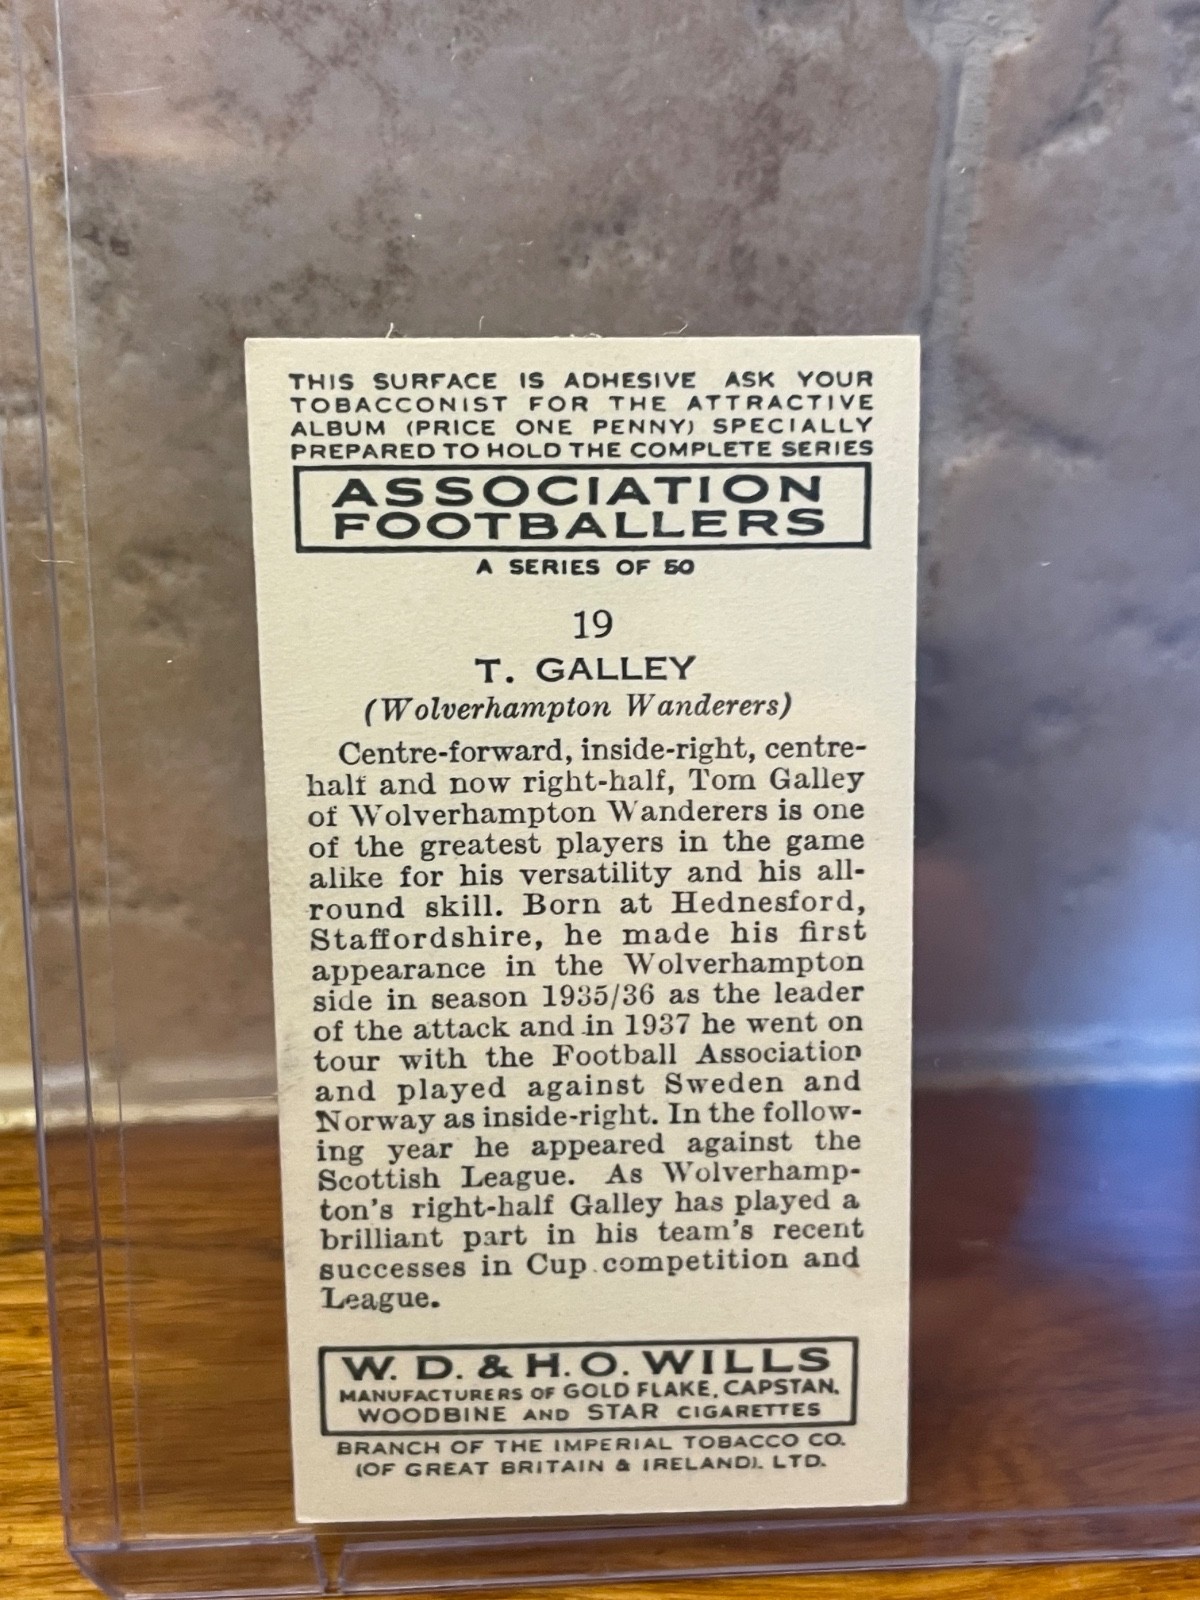 THIS SURFACE IS ADHESIVE ASK YOUR
TOBACCONIST FOR THE ATTRACTIVE
ALBUM (PRICE ONE PENNY) SPECIALLY
PREPARED TO HOLD THE COMPLETE SERIES
ASSOCIATION
FOOTBALLERS
A SERIES OF 50
19
T. GALLEY
(Wolverhampton Wanderers)
Centre-forward, inside-right, centre-
half and now right-half, Tom Galley
of Wolverhampton Wanderers is one
of the greatest players in the game
alike for his versatility and his all-
round skill. Born at Hednesford,
Staffordshire, he made his first
appearance in the Wolverhampton
side in season 1935/36 as the leader
of the attack and in 1937 he went on
tour with the Football Association
and played against Sweden and
Norway as inside-right. In the follow-
ing year he appeared against the
Scottish League. As Wolverhamp-
ton's right-half Galley has played a
brilliant part in his team's recent
successes in Cup competition and
League.
W. D. & H. O. WILLS
MANUFACTURERS OF GOLD FLAKE, CAPSTAN,
WOODBINE AND STAR CIGARETTES
BRANCH OF THE IMPERIAL TOBACCO CO.
(OF GREAT BRITAIN & IRELAND), LTD.